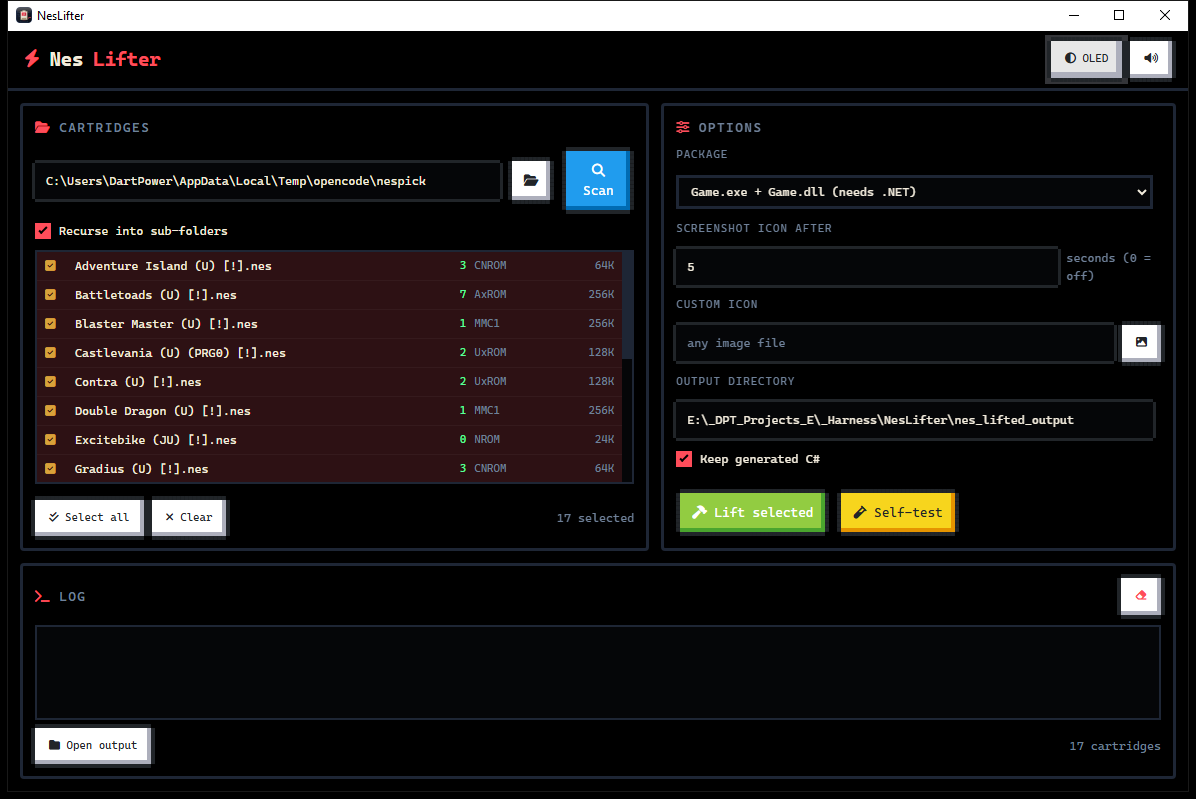 NesLifter
Nes Lifter
OLED
CARTRIDGES
C:\Users\DartPower\AppData\Local\Temp\opencode\nespick
Scan
Recurse into sub-folders
Adventure Island (U) [!].nes 3 CNROM 64K
Battletoads (U) [!].nes 7 AxROM 256K
Blaster Master (U) [!].nes 1 MMC1 256K
Castlevania (U) (PRG0) [!].nes 2 UxROM 128K
Contra (U) [!].nes 2 UxROM 128K
Double Dragon (U) [!].nes 1 MMC1 256K
Excitebike (JU) [!].nes 0 NROM 24K
Gradius (U) [!].nes 3 CNROM 64K
Select all
Clear
17 selected
OPTIONS
PACKAGE
Game.exe + Game.dll (needs .NET)
SCREENSHOT ICON AFTER
5
seconds (0 =
off)
CUSTOM ICON
any image file
OUTPUT DIRECTORY
E:\_DPT_Projects_E\_Harness\NesLifter\nes_lifted_output
Keep generated C#
Lift selected
Self-test
LOG
Open output
17 cartridges